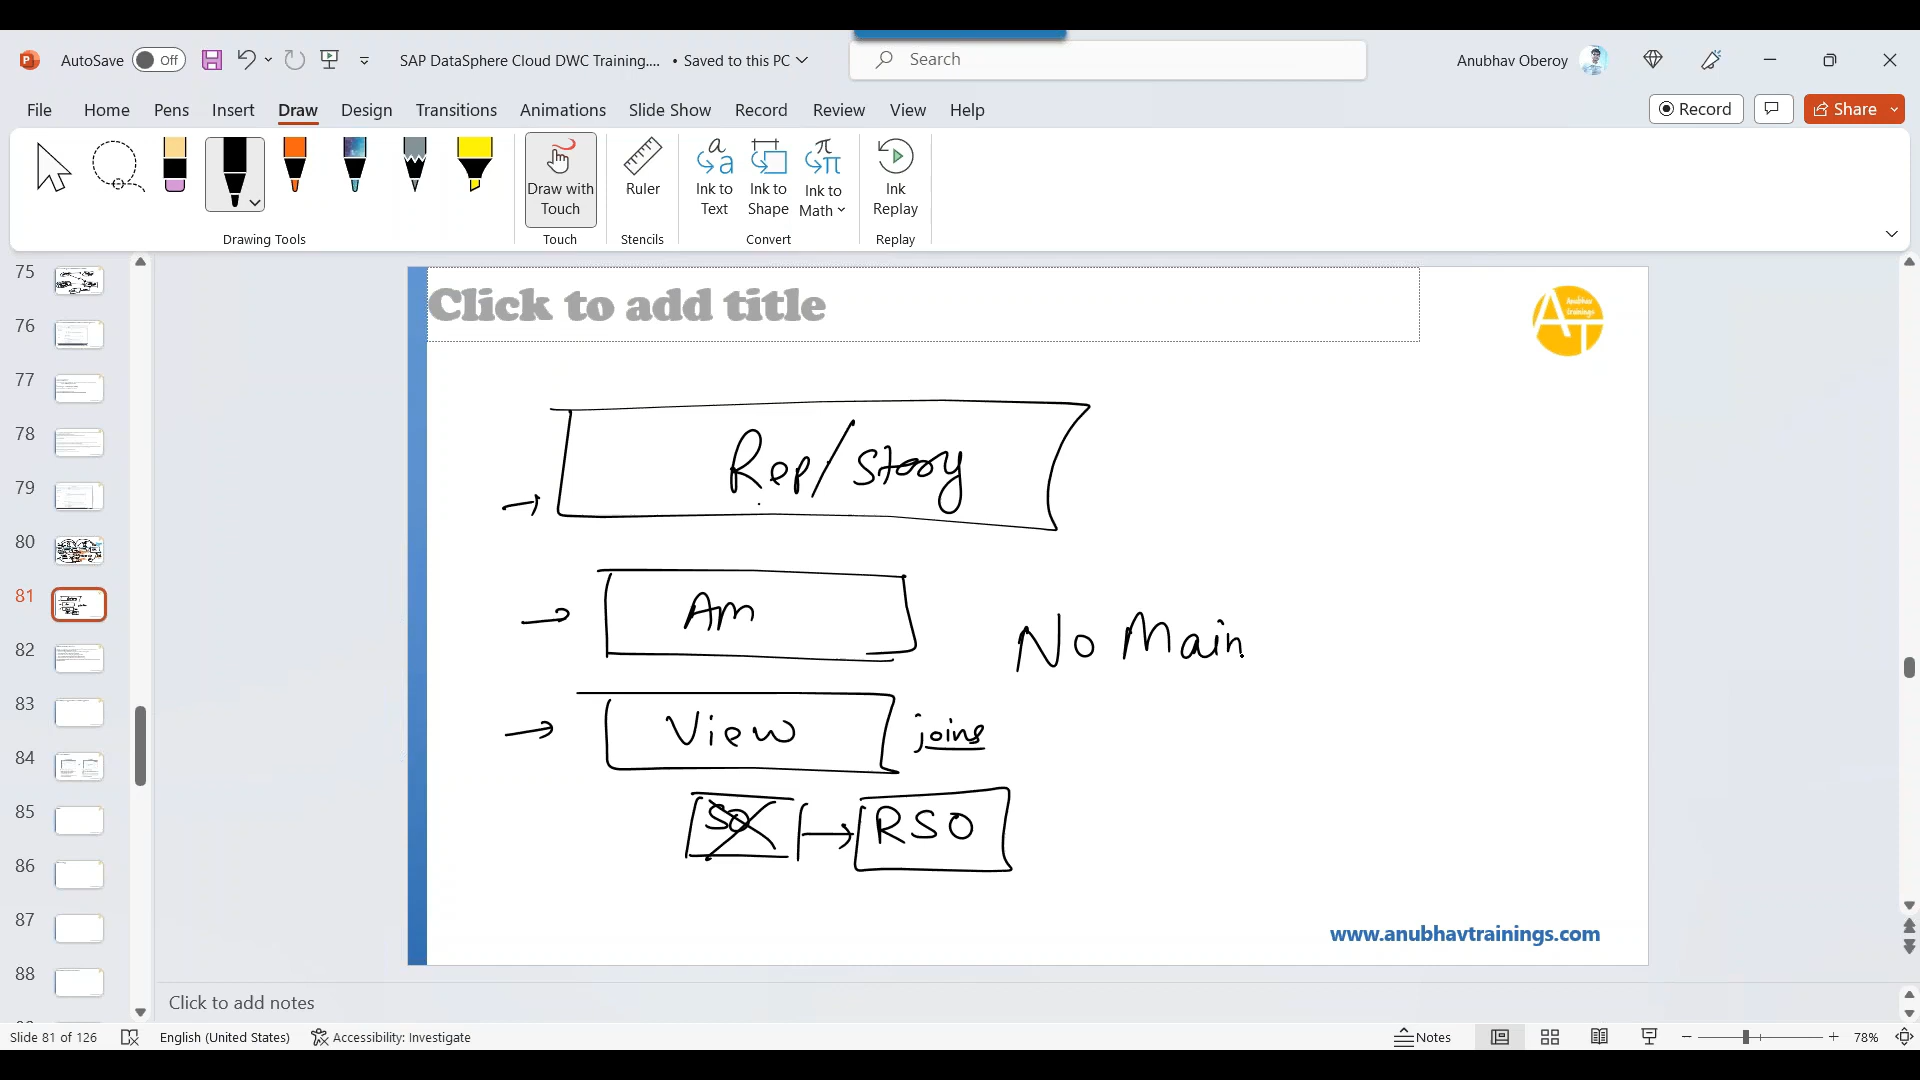 AutoSave Off SAP DataSphere Cloud DWC Training.... • Saved to this PC Search Anubhav Oberoy
File Home Pens Insert Draw Design Transitions Animations Slide Show Record Review View Help Record Share
Draw with Touch Ruler Ink to Text Ink to Shape Ink to Math Ink Replay
Drawing Tools Touch Stencils Convert Replay
75
76
77
78
79
80
81
82
83
84
85
86
87
88
Click to add title
Anubhav trainings
AT
Rep/Story
Am
No Main
View joins
SO RSO
www.anubhavtrainings.com
Click to add notes
Slide 81 of 126 English (United States) Accessibility: Investigate Notes 78%